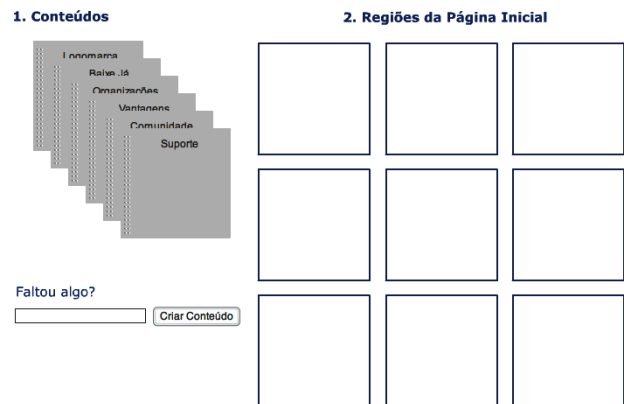 1. Conteúdos
Logomarca
Baixe Já
Organizações
Vantagens
Comunidade
Suporte
Faltou algo?
Criar Conteúdo
2. Regiões da Página Inicial